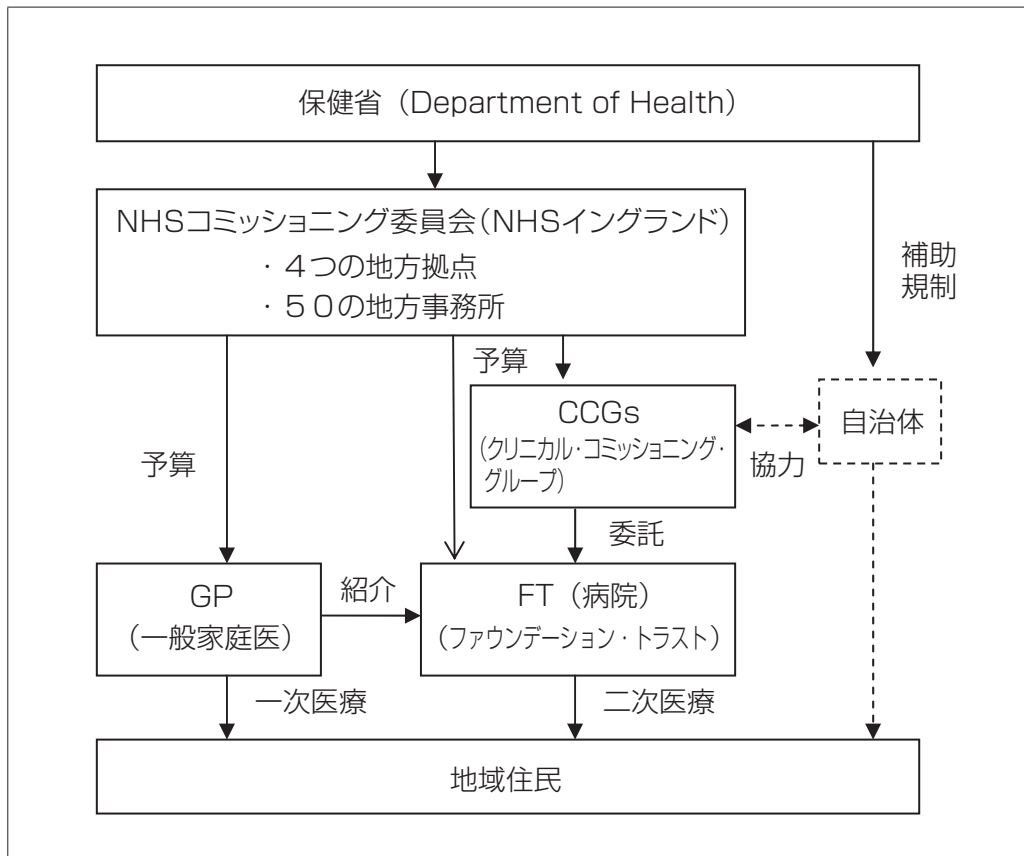 保健省（Department of Health）
NHSコミッショニング委員会（NHSイングランド）
・４つの地方拠点
・５０の地方事務所
補助
規制
予算
CCGs
（クリニカル・コミッショニング・
グループ）
自治体
協力
予算
委託
GP
（一般家庭医）
紹介
FT（病院）
（ファウンデーション・トラスト）
一次医療
二次医療
地域住民